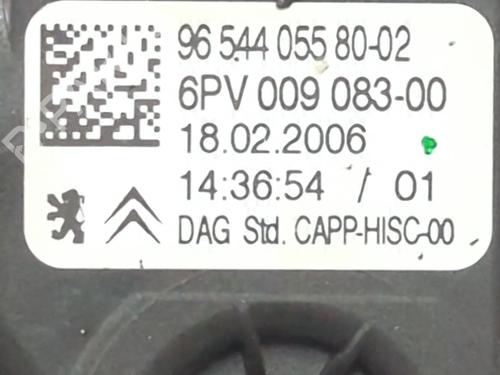 96 544 055 80-02
6PV 009 083-00
18.02.2006
14:36:54 / 01
DAG Std. CAPP-HISC-00